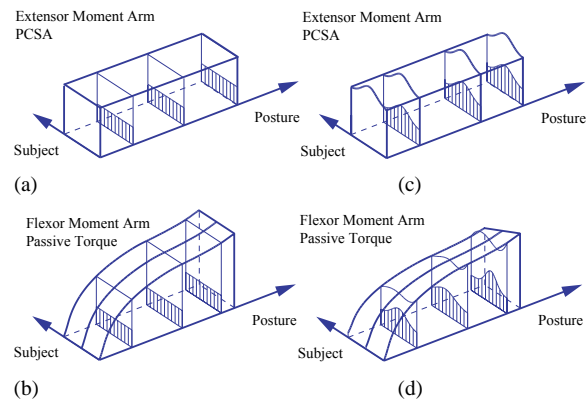 Extensor Moment Arm
PCSA
Posture
Subject
(a)
Extensor Moment Arm
PCSA
Posture
Subject
(c)
Flexor Moment Arm
Passive Torque
Posture
Subject
(b)
Flexor Moment Arm
Passive Torque
Posture
Subject
(d)